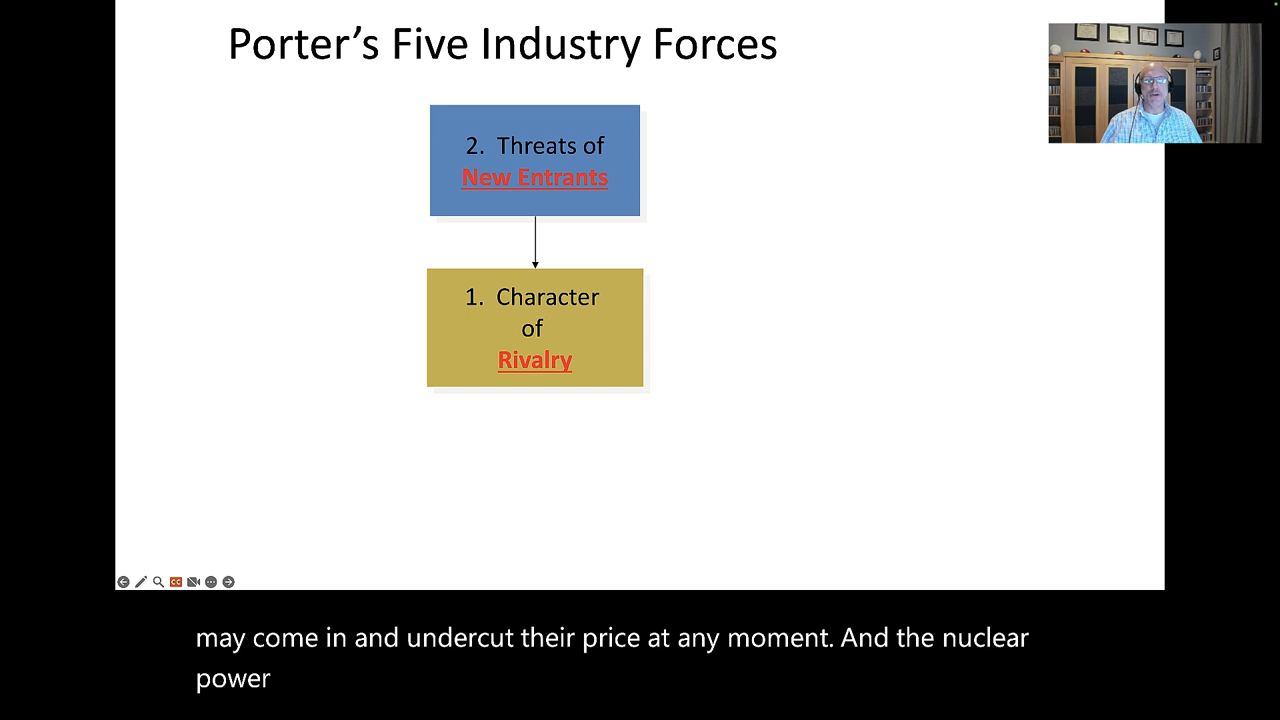 Porter’s Five Industry Forces
2. Threats of
New Entrants
1. Character
of
Rivalry
CC
may come in and undercut their price at any moment. And the nuclear
power